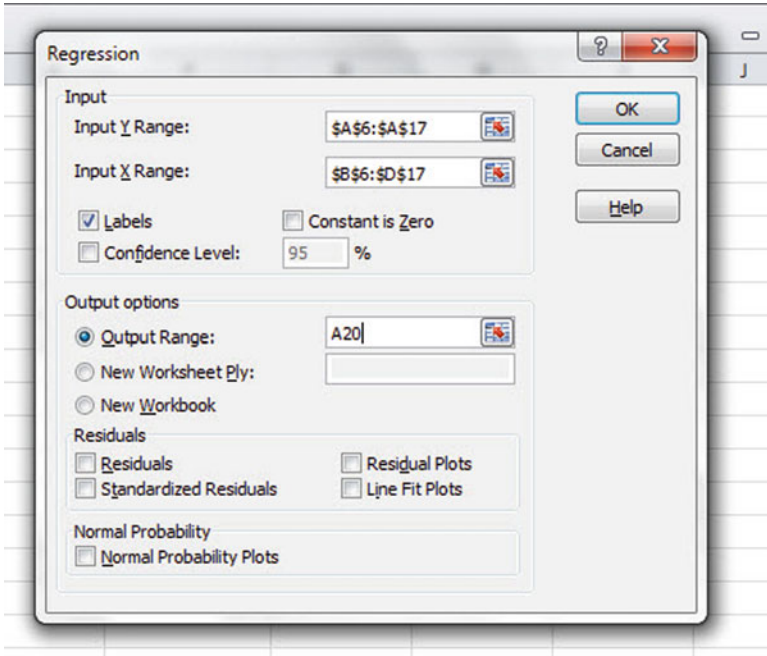 Regression
J
Input
Input Y Range:
$A$6:$A$17
OK
Cancel
Input X Range:
$B$6:$D$17
Help
Labels
Constant is Zero
Confidence Level:
95
%
Output options
Output Range:
A20
New Worksheet Ply:
New Workbook
Residuals
Residuals
Residual Plots
Standardized Residuals
Line Fit Plots
Normal Probability
Normal Probability Plots